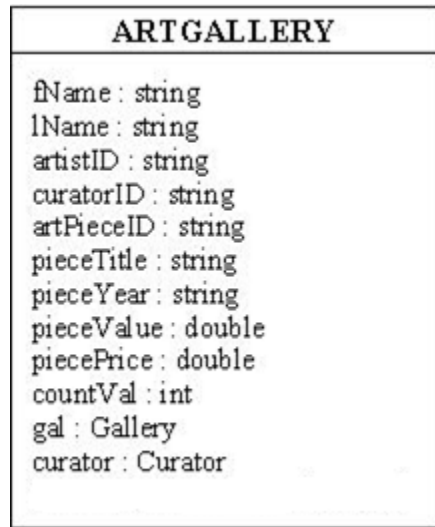 ARTGALLERY
fName : string
lName : string
artistID : string
curatorID : string
artPieceID : string
pieceTitle : string
pieceYear : string
pieceValue : double
piecePrice : double
countVal : int
gal : Gallery
curator : Curator